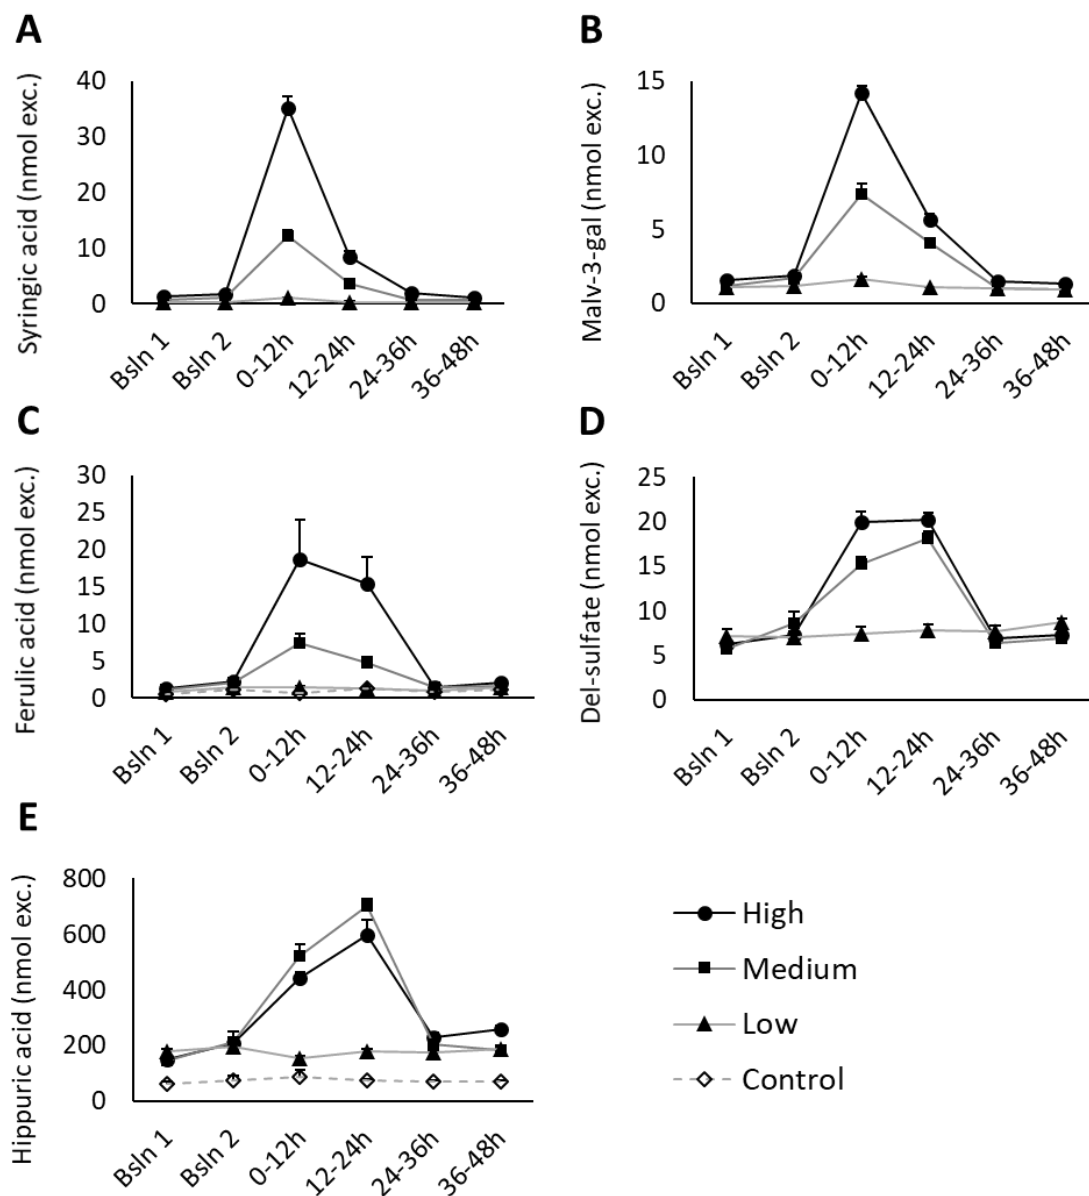 A
Syringic acid (nmol exc.)
40
30
20
10
0
Bsln 1
Bsln 2
0-12h
12-24h
24-36h
36-48h
B
Malv-3-gal (nmol exc.)
15
10
5
0
Bsln 1
Bsln 2
0-12h
12-24h
24-36h
36-48h
C
Ferulic acid (nmol exc.)
30
25
20
15
10
5
0
Bsln 1
Bsln 2
0-12h
12-24h
24-36h
36-48h
D
Del-sulfate (nmol exc.)
25
20
15
10
5
0
Bsln 1
Bsln 2
0-12h
12-24h
24-36h
36-48h
E
Hippuric acid (nmol exc.)
800
600
400
200
0
Bsln 1
Bsln 2
0-12h
12-24h
24-36h
36-48h
High
Medium
Low
Control